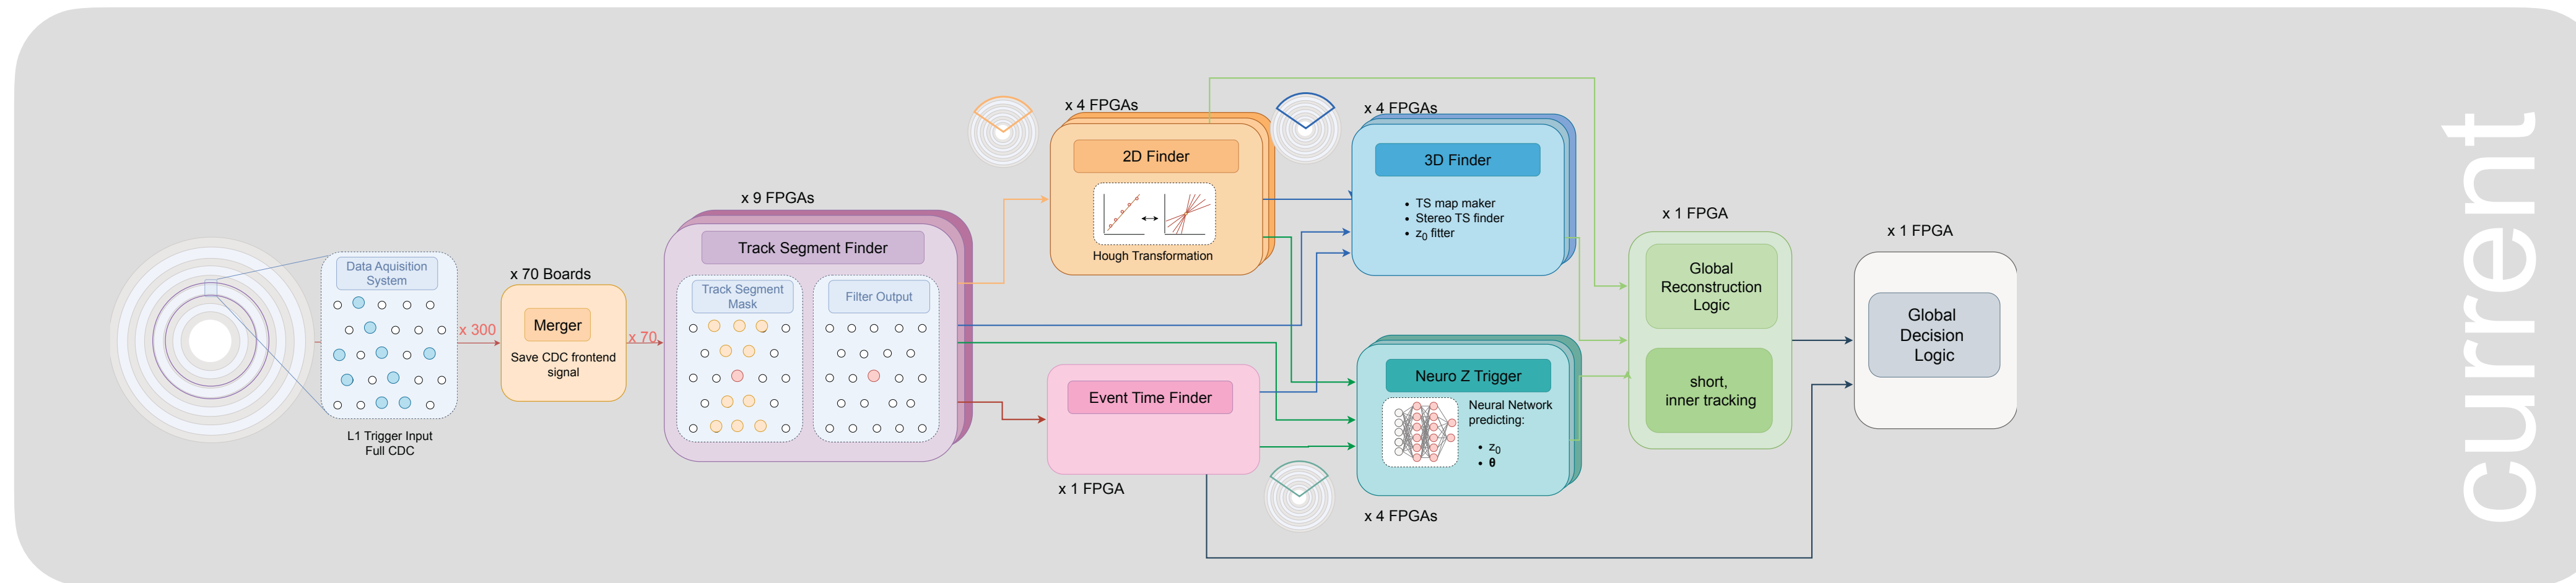 Data Aquisition
System
L1 Trigger Input
Full CDC
x 300
x 70 Boards
Merger
Save CDC frontend
signal
x 70
x 9 FPGAs
Track Segment Finder
Track Segment
Mask
Filter Output
x 4 FPGAs
2D Finder
Hough Transformation
Event Time Finder
x 1 FPGA
x 4 FPGAs
3D Finder
• TS map maker
• Stereo TS finder
• z0 fitter
Neuro Z Trigger
Neural Network
predicting:
• z0
• θ
x 4 FPGAs
x 1 FPGA
Global
Reconstruction
Logic
short,
inner tracking
x 1 FPGA
Global
Decision
Logic
current